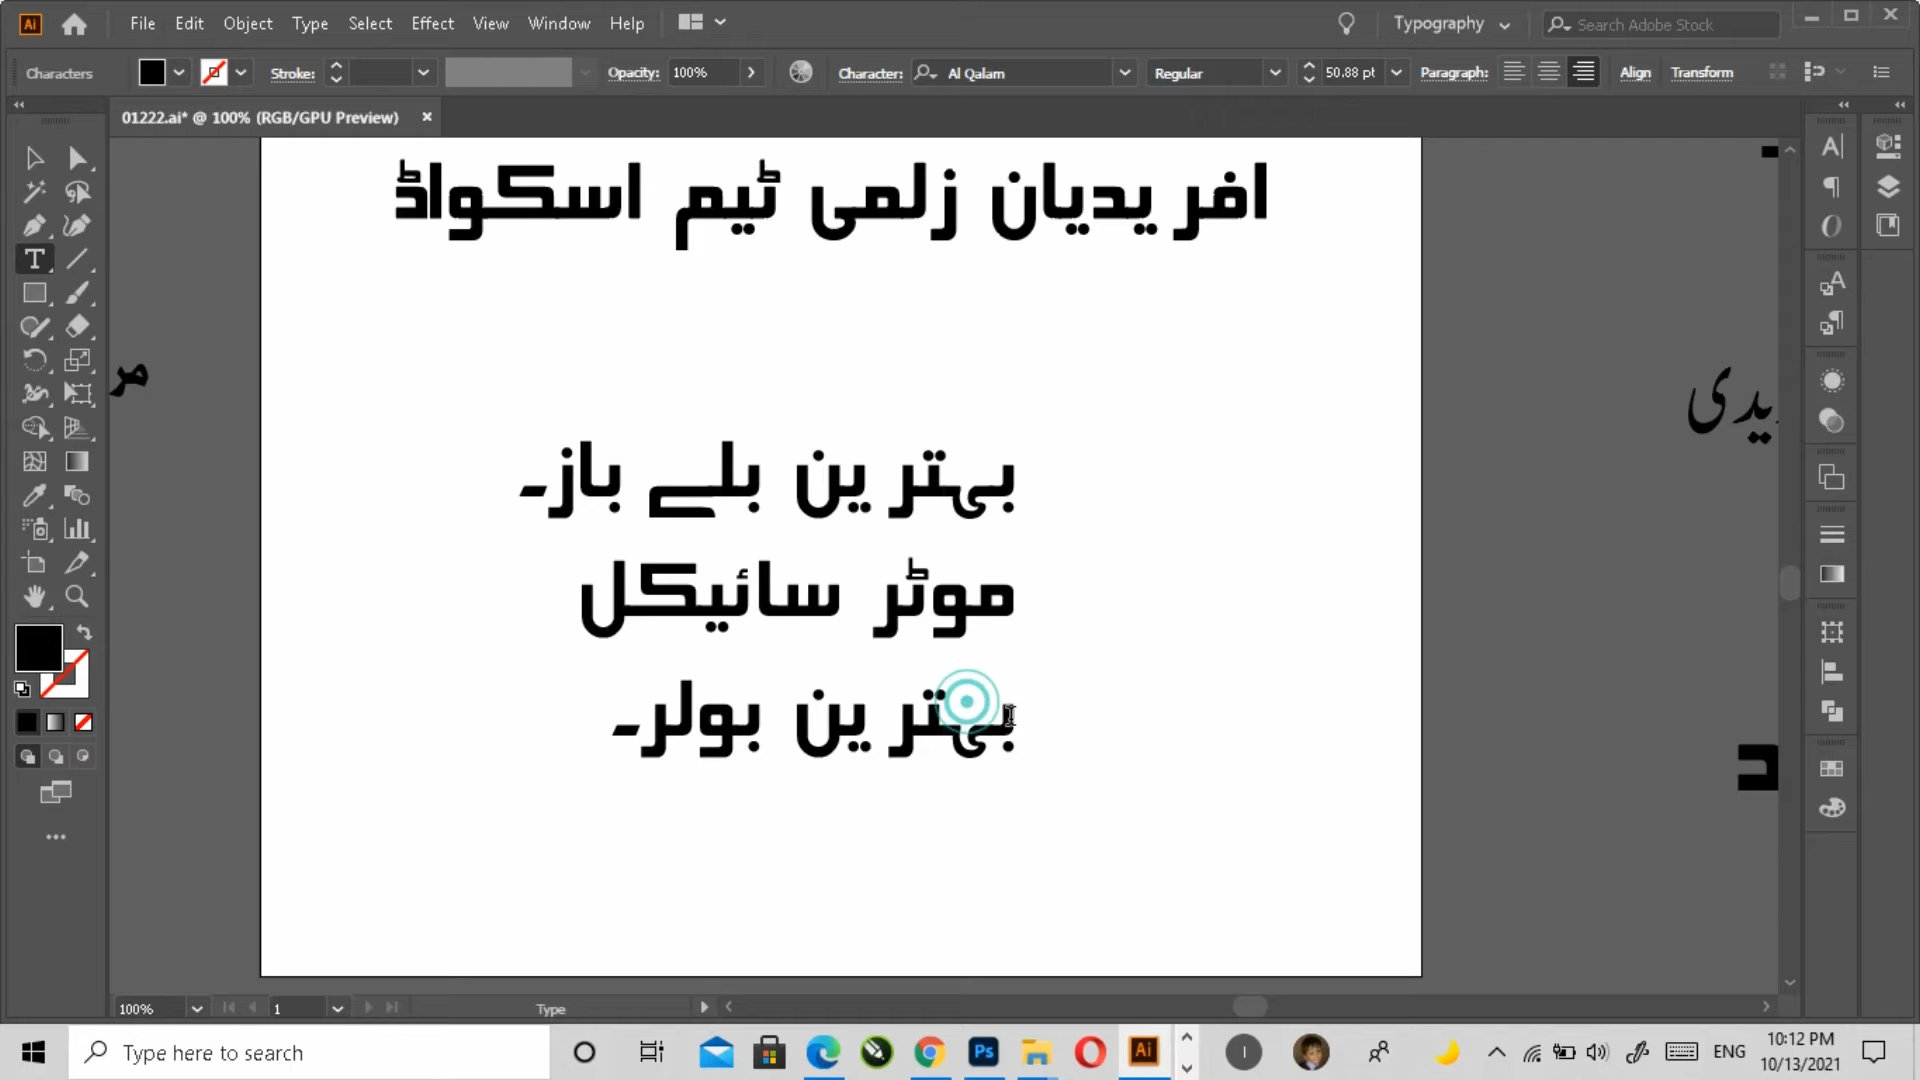 File Edit Object Type Select Effect View Window Help Typography Search Adobe Stock
Characters Stroke: Opacity: 100% Character: Al Qalam Regular 50.88 pt Paragraph: Align Transform
01222.ai* @ 100% (RGB/GPU Preview)
افریدیان زلمی ٹیم اسکواڈ
مر
یدی
بہترین بلے باز۔
موٹر سائیکل
بہترین بولر۔
د
100% 1 Type
Type here to search ENG 10:12 PM
10/13/2021